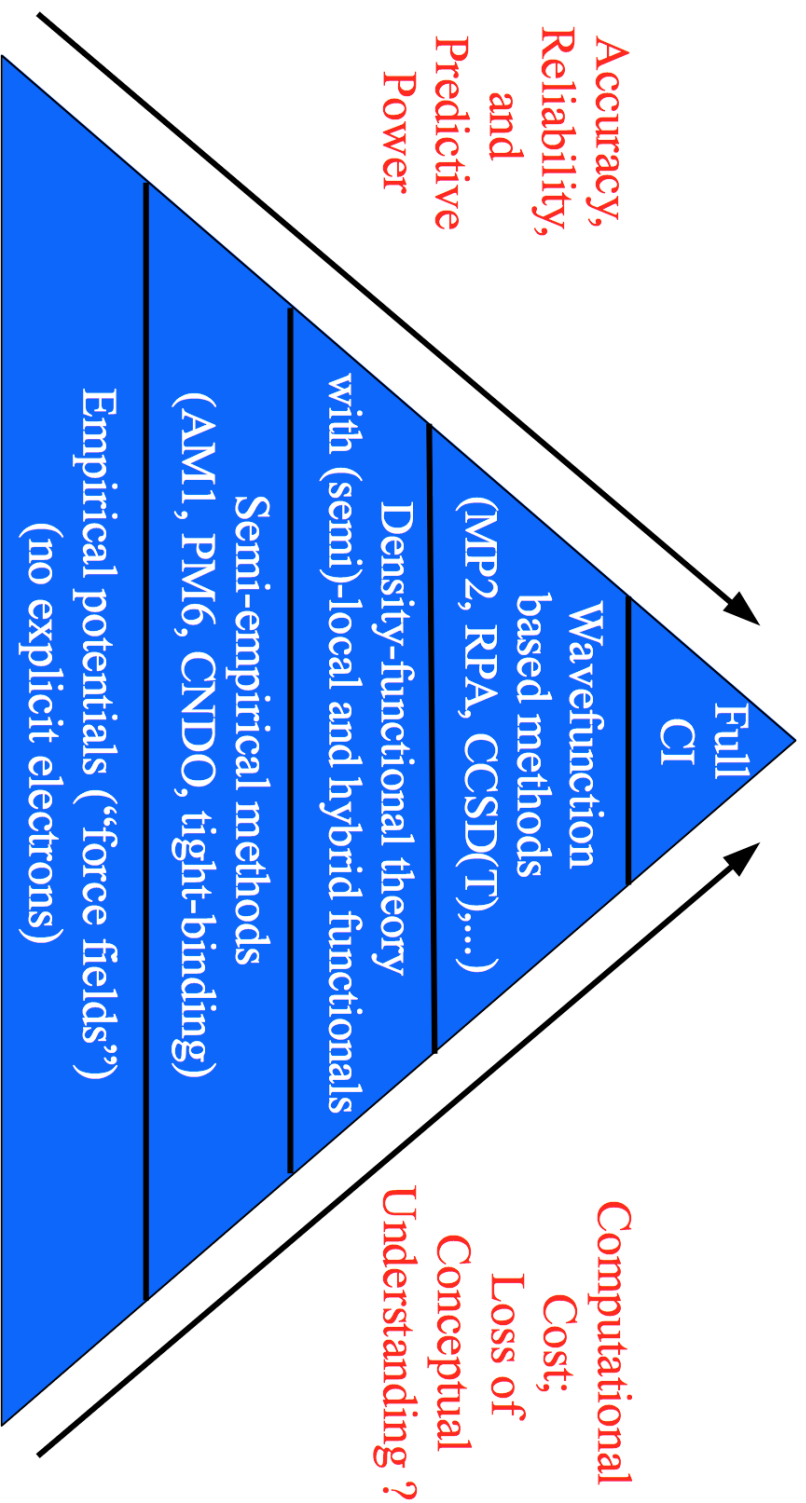 Accuracy,
Reliability,
and
Predictive
Power
Computational
Cost;
Loss of
Conceptual
Understanding ?
Full
CI
Wavefunction
based methods
(MP2, RPA, CCSD(T),...)
Density-functional theory
with (semi)-local and hybrid functionals
Semi-empirical methods
(AM1, PM6, CNDO, tight-binding)
Empirical potentials (“force fields”)
(no explicit electrons)